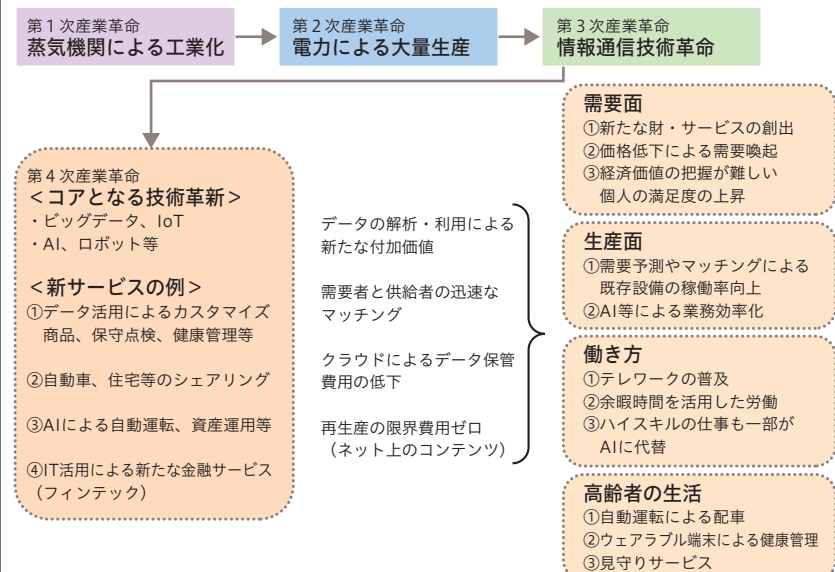 第１次産業革命
蒸気機関による工業化
第２次産業革命
電力による大量生産
第３次産業革命
情報通信技術革命
第４次産業革命
＜コアとなる技術革新＞
・ビッグデータ、IoT
・AI、ロボット等
＜新サービスの例＞
①データ活用によるカスタマイズ
商品、保守点検、健康管理等
②自動車、住宅等のシェアリング
③AIによる自動運転、資産運用等
④IT活用による新たな金融サービス
（フィンテック）
データの解析・利用による
新たな付加価値
需要者と供給者の迅速な
マッチング
クラウドによるデータ保管
費用の低下
再生産の限界費用ゼロ
（ネット上のコンテンツ）
需要面
①新たな財・サービスの創出
②価格低下による需要喚起
③経済価値の把握が難しい
個人の満足度の上昇
生産面
①需要予測やマッチングによる
既存設備の稼働率向上
②AI等による業務効率化
働き方
①テレワークの普及
②余暇時間を活用した労働
③ハイスキルの仕事も一部が
AIに代替
高齢者の生活
①自動運転による配車
②ウェアラブル端末による健康管理
③見守りサービス